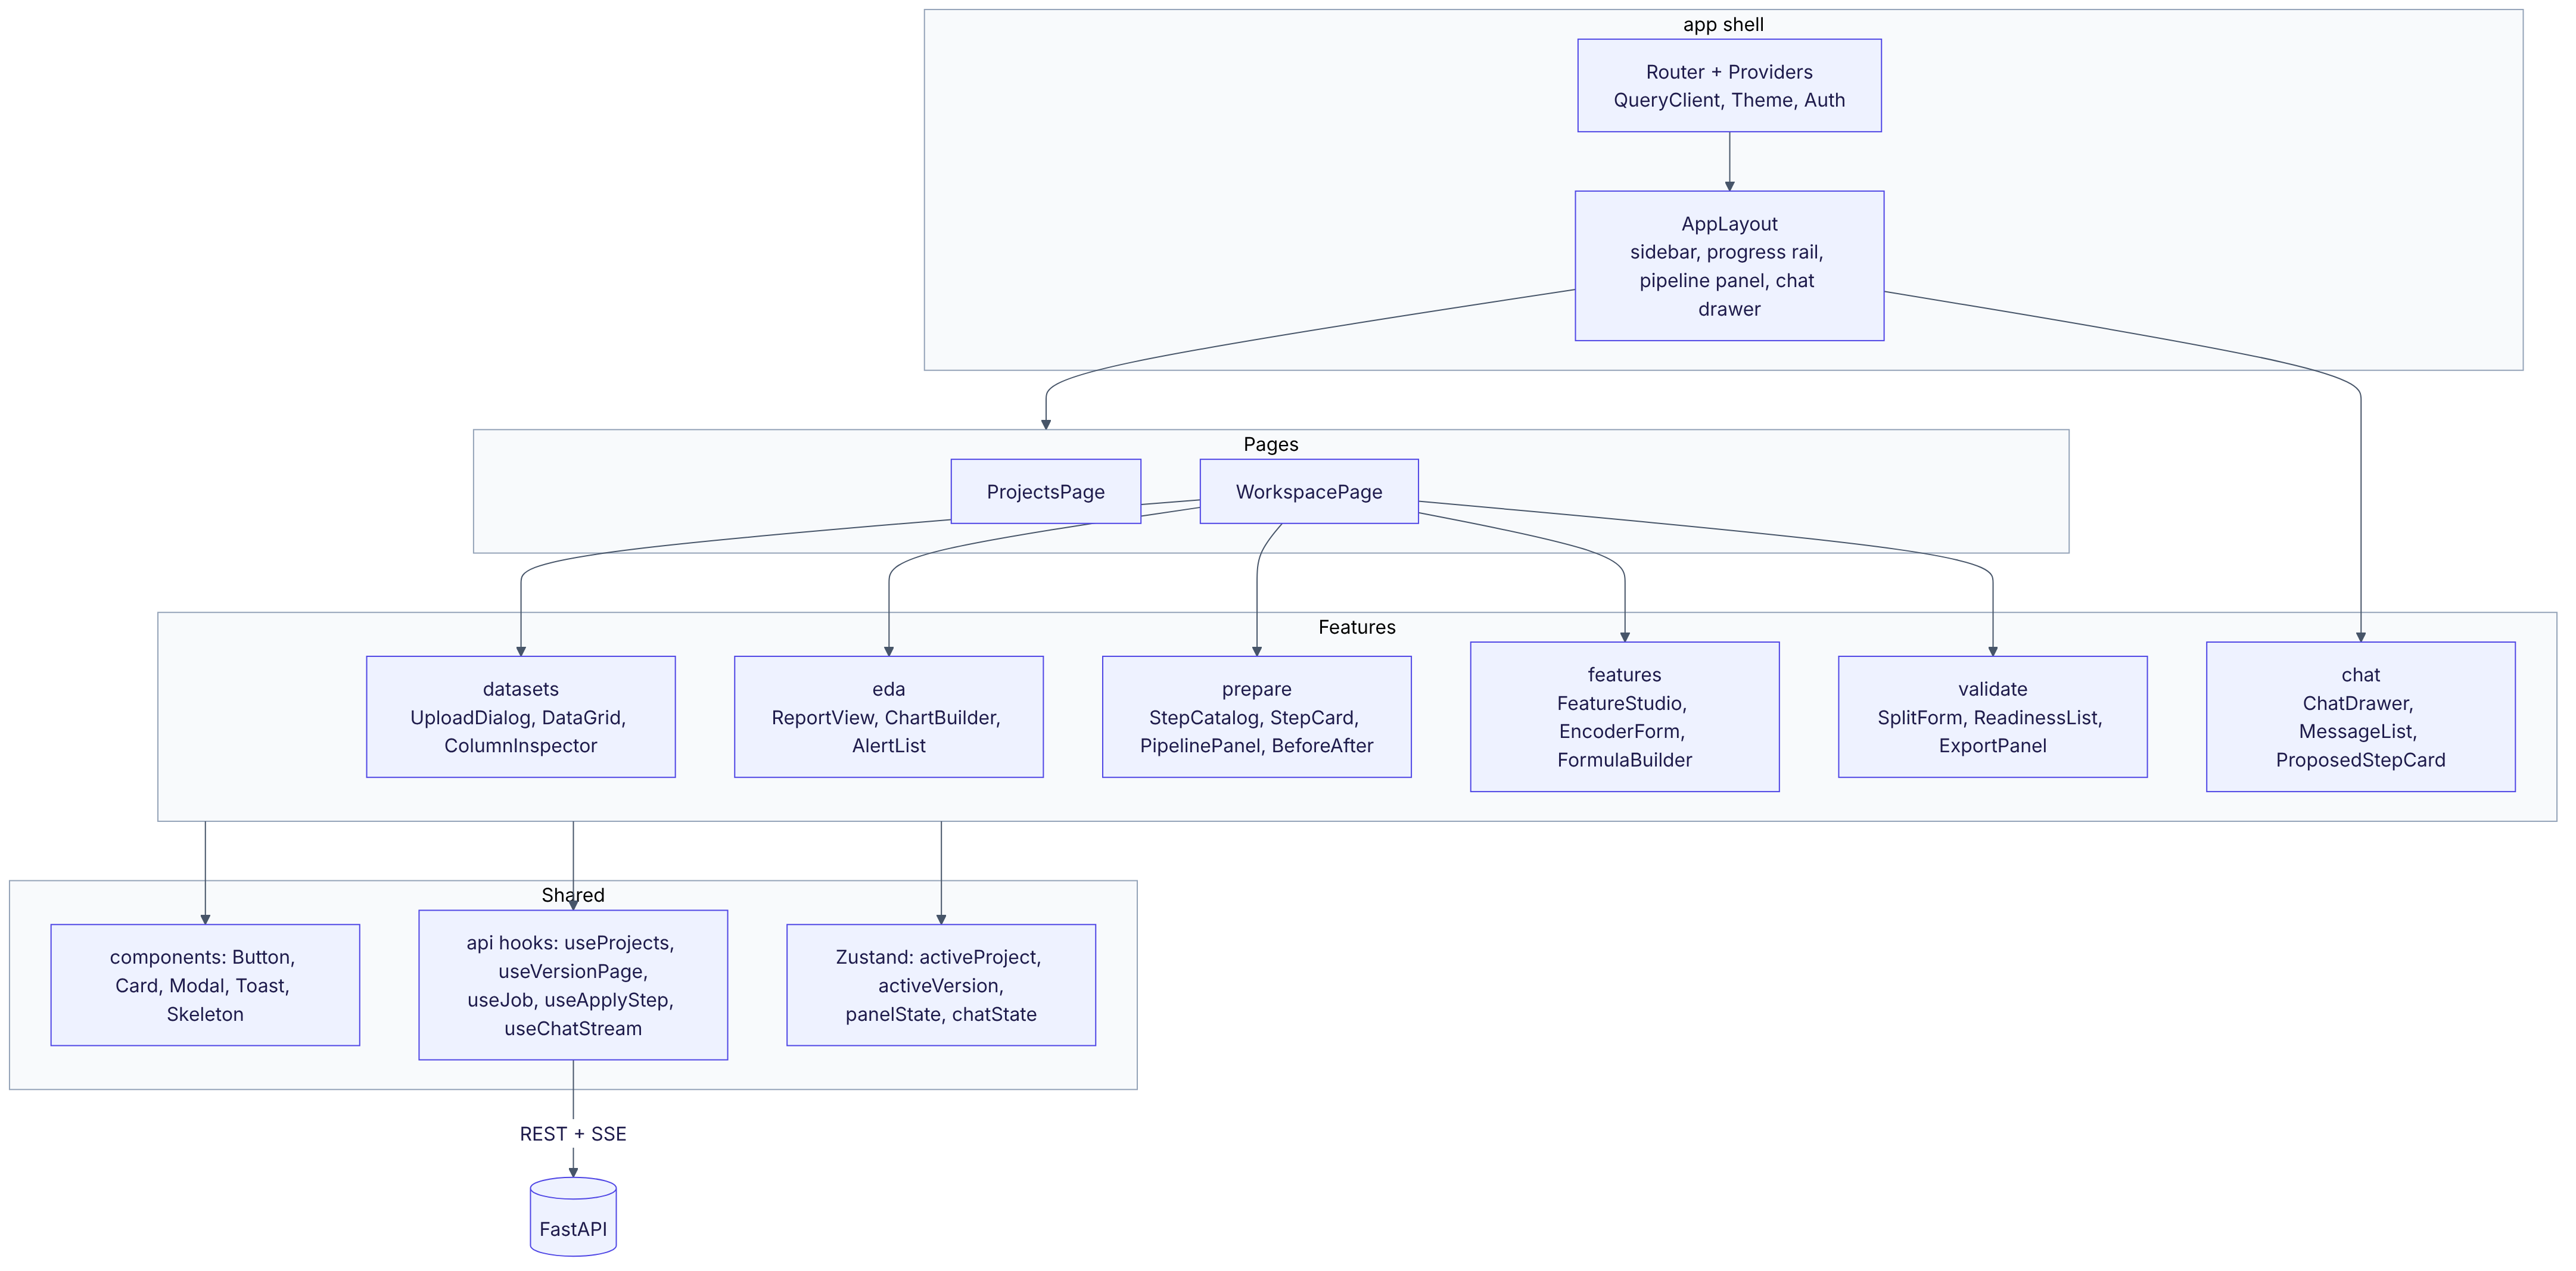 app shell
Router + Providers
QueryClient, Theme, Auth
AppLayout
sidebar, progress rail,
pipeline panel, chat
drawer
Pages
ProjectsPage
WorkspacePage
Features
datasets
UploadDialog, DataGrid,
ColumnInspector
eda
ReportView, ChartBuilder,
AlertList
prepare
StepCatalog, StepCard,
PipelinePanel, BeforeAfter
features
FeatureStudio,
EncoderForm,
FormulaBuilder
validate
SplitForm, ReadinessList,
ExportPanel
chat
ChatDrawer,
MessageList,
ProposedStepCard
Shared
components: Button,
Card, Modal, Toast,
Skeleton
api hooks: useProjects,
useVersionPage,
useJob, useApplyStep,
useChatStream
Zustand: activeProject,
activeVersion,
panelState, chatState
REST + SSE
FastAPI